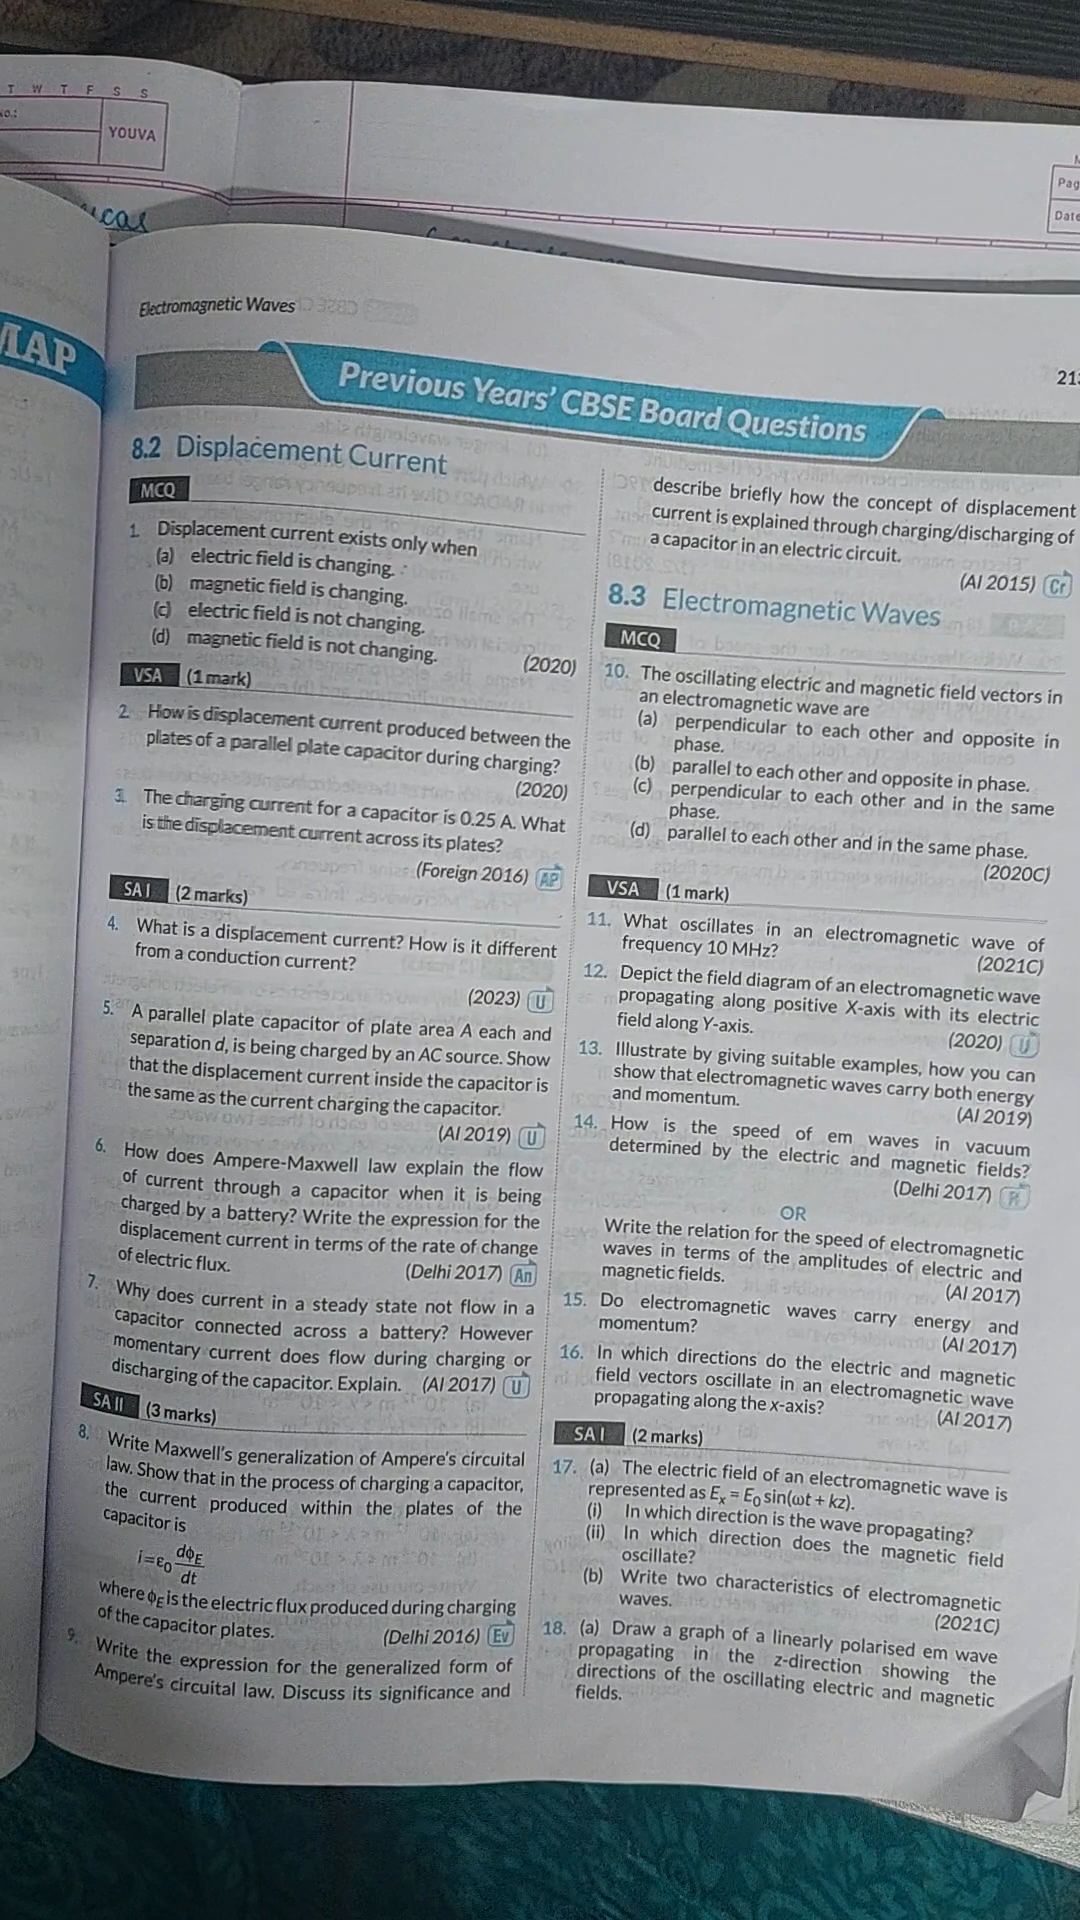 T W T F S S
YOUVA
Pag
Date
MAP
Electromagnetic Waves
Previous Years' CBSE Board Questions
8.2 Displacement Current
MCQ
1. Displacement current exists only when
(a) electric field is changing.
(b) magnetic field is changing.
(c) electric field is not changing.
(d) magnetic field is not changing.
(2020)
VSA (1 mark)
2. How is displacement current produced between the
plates of a parallel plate capacitor during charging?
(2020)
3. The charging current for a capacitor is 0.25 A. What
is the displacement current across its plates?
(Foreign 2016) AP
SA I (2 marks)
4. What is a displacement current? How is it different
from a conduction current?
(2023) U
5. A parallel plate capacitor of plate area A each and
separation d, is being charged by an AC source. Show
that the displacement current inside the capacitor is
the same as the current charging the capacitor.
(AI 2019) U
6. How does Ampere-Maxwell law explain the flow
of current through a capacitor when it is being
charged by a battery? Write the expression for the
displacement current in terms of the rate of change
of electric flux. (Delhi 2017) An
7. Why does current in a steady state not flow in a
capacitor connected across a battery? However
momentary current does flow during charging or
discharging of the capacitor. Explain. (AI 2017) U
SA II (3 marks)
8. Write Maxwell's generalization of Ampere's circuital
law. Show that in the process of charging a capacitor,
the current produced within the plates of the
capacitor is
i=ε₀ dϕE/dt
where ϕE is the electric flux produced during charging
of the capacitor plates. (Delhi 2016) Ev
9. Write the expression for the generalized form of
Ampere's circuital law. Discuss its significance and
describe briefly how the concept of displacement
current is explained through charging/discharging of
a capacitor in an electric circuit.
(AI 2015) Cr
8.3 Electromagnetic Waves
MCQ
10. The oscillating electric and magnetic field vectors in
an electromagnetic wave are
(a) perpendicular to each other and opposite in
phase.
(b) parallel to each other and opposite in phase.
(c) perpendicular to each other and in the same
phase.
(d) parallel to each other and in the same phase.
(2020C)
VSA (1 mark)
11. What oscillates in an electromagnetic wave of
frequency 10 MHz?
(2021C)
12. Depict the field diagram of an electromagnetic wave
propagating along positive X-axis with its electric
field along Y-axis.
(2020) U
13. Illustrate by giving suitable examples, how you can
show that electromagnetic waves carry both energy
and momentum.
(AI 2019)
14. How is the speed of em waves in vacuum
determined by the electric and magnetic fields?
(Delhi 2017) R
OR
Write the relation for the speed of electromagnetic
waves in terms of the amplitudes of electric and
magnetic fields.
(AI 2017)
15. Do electromagnetic waves carry energy and
momentum?
(AI 2017)
16. In which directions do the electric and magnetic
field vectors oscillate in an electromagnetic wave
propagating along the x-axis?
(AI 2017)
SA I (2 marks)
17. (a) The electric field of an electromagnetic wave is
represented as Eₓ = E₀ sin(ωt + kz).
(i) In which direction is the wave propagating?
(ii) In which direction does the magnetic field
oscillate?
(b) Write two characteristics of electromagnetic
waves.
(2021C)
18. (a) Draw a graph of a linearly polarised em wave
propagating in the z-direction showing the
directions of the oscillating electric and magnetic
fields.